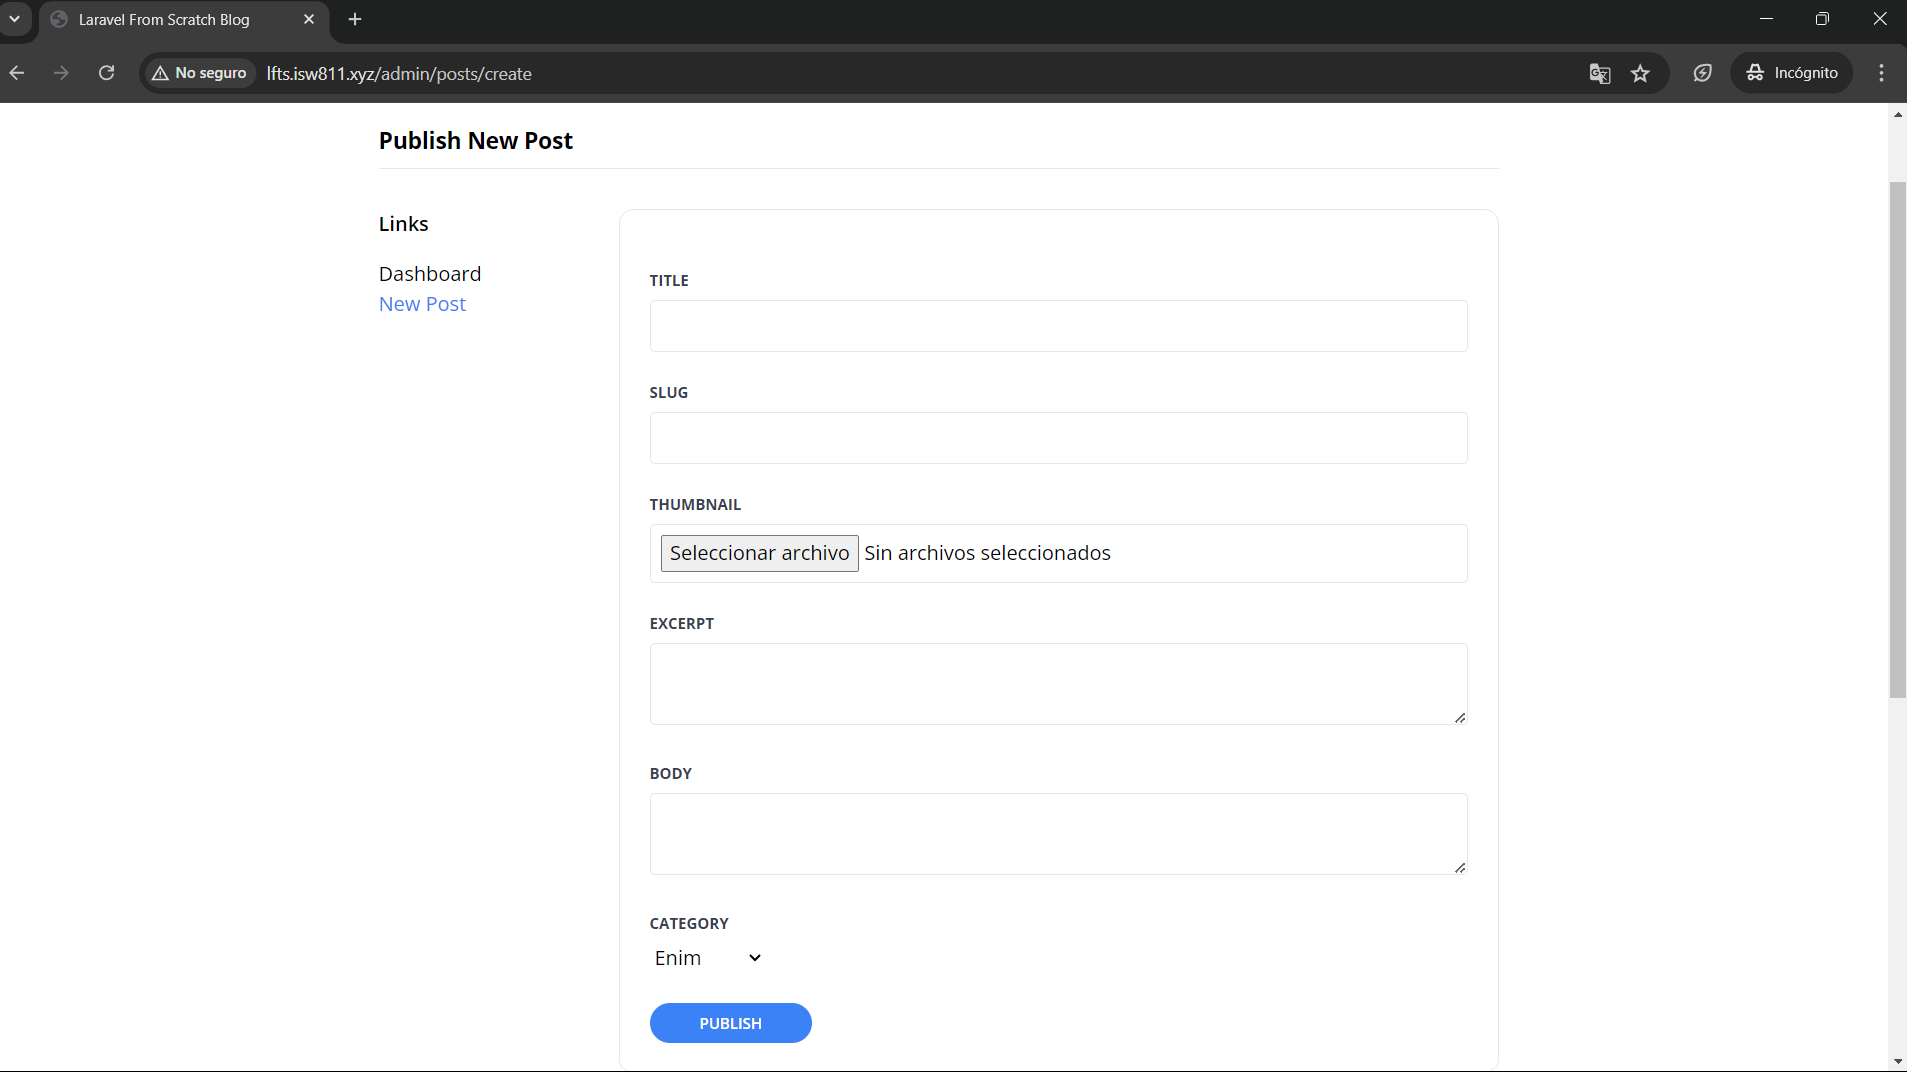 Laravel From Scratch Blog
No seguro lfts.isw811.xyz/admin/posts/create Incógnito
Publish New Post
Links
Dashboard
New Post
TITLE
SLUG
THUMBNAIL
Seleccionar archivo Sin archivos seleccionados
EXCERPT
BODY
CATEGORY
Enim
PUBLISH